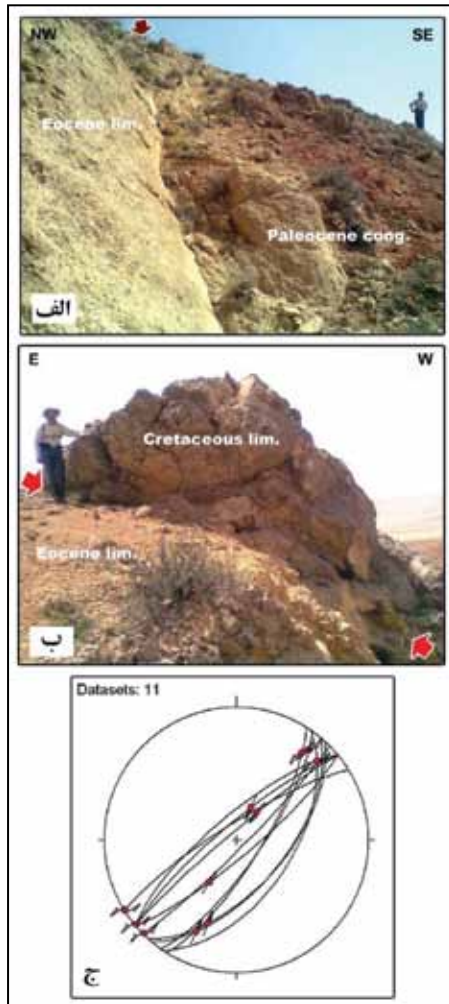 NW SE
Eocene lim.
Paleocene cong.
الف
E W
Cretaceous lim.
Eocene lim.
ب
Datasets: 11
ج